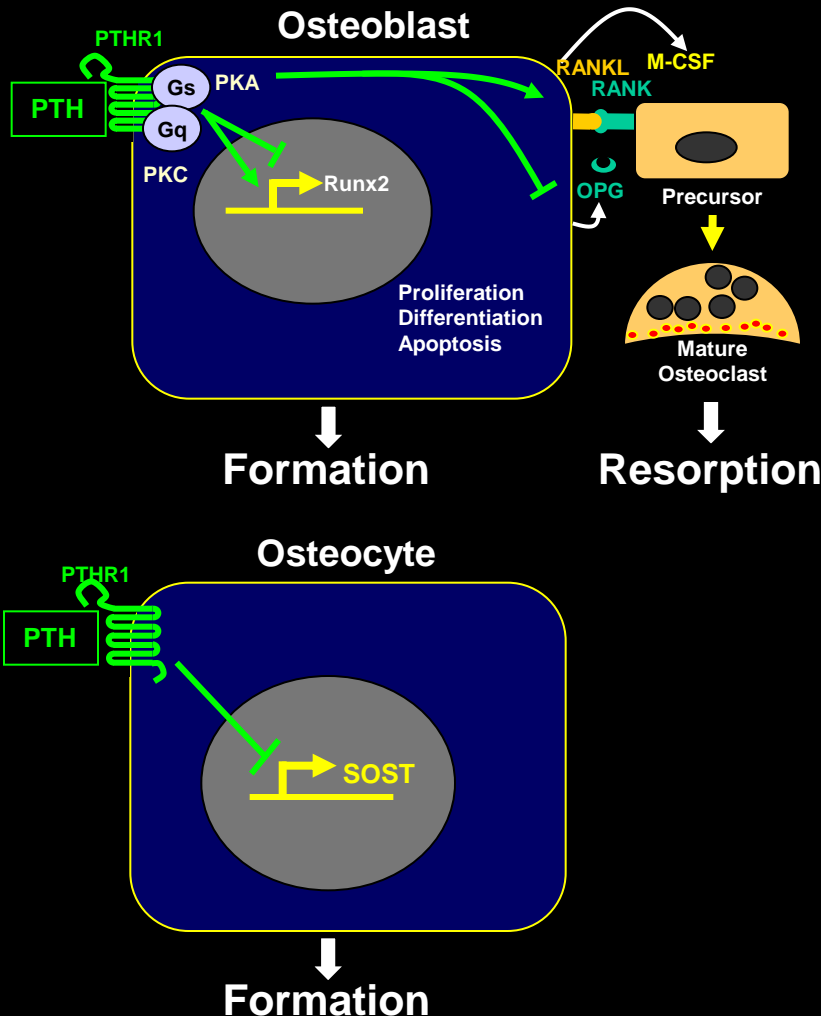 Osteoblast
PTHR1
PTH
Gs
PKA
Gq
PKC
Runx2
Proliferation
Differentiation
Apoptosis
RANKL
M-CSF
RANK
OPG
Precursor
Mature
Osteoclast
Formation
Resorption
Osteocyte
PTHR1
PTH
SOST
Formation